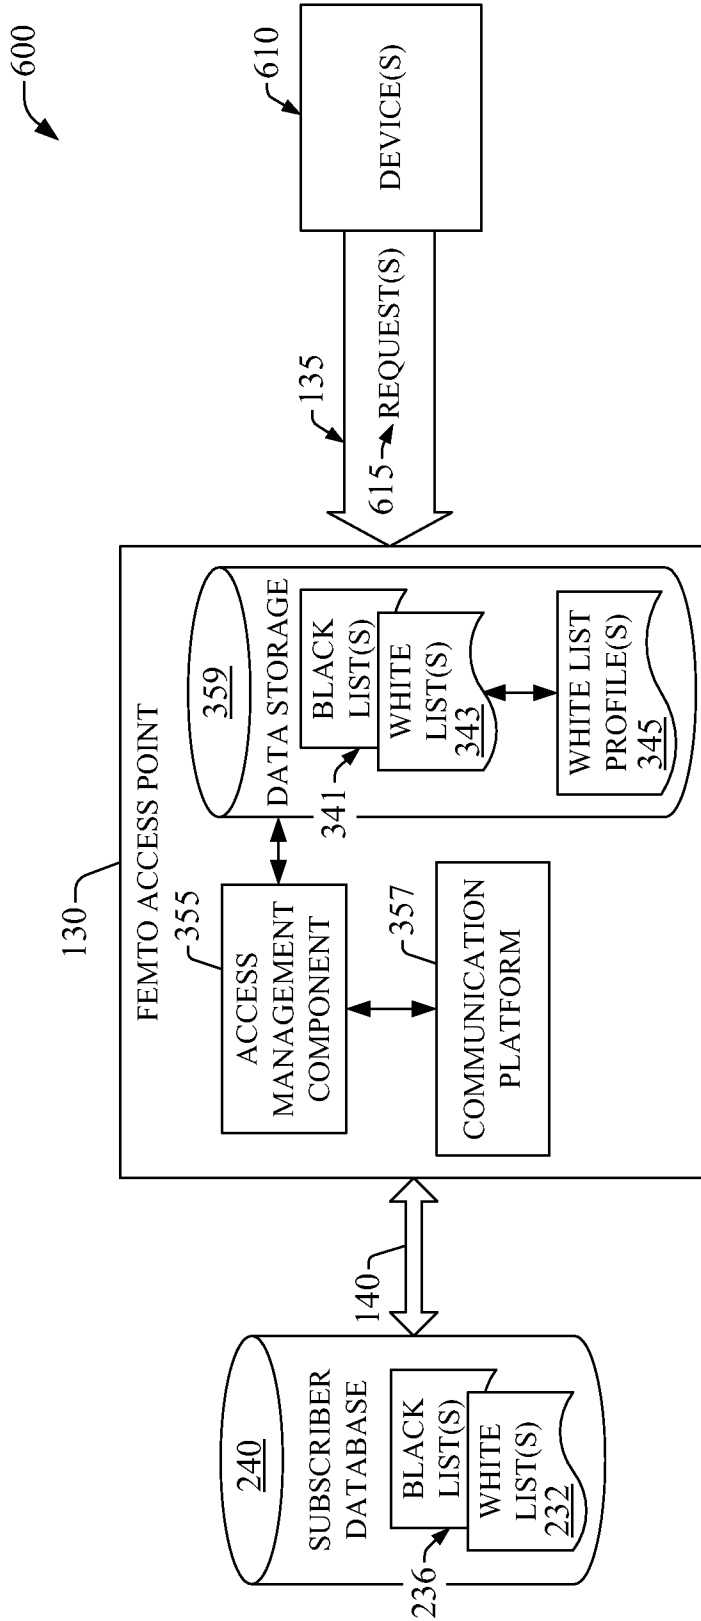 600
240
SUBSCRIBER
DATABASE
BLACK
LIST(S)
236
WHITE
LIST(S)
232
140
130
FEMTO ACCESS POINT
355
ACCESS
MANAGEMENT
COMPONENT
357
COMMUNICATION
PLATFORM
359
DATA STORAGE
BLACK
LIST(S)
341
WHITE
LIST(S)
343
WHITE LIST
PROFILE(S)
345
135
615
REQUEST(S)
610
DEVICE(S)